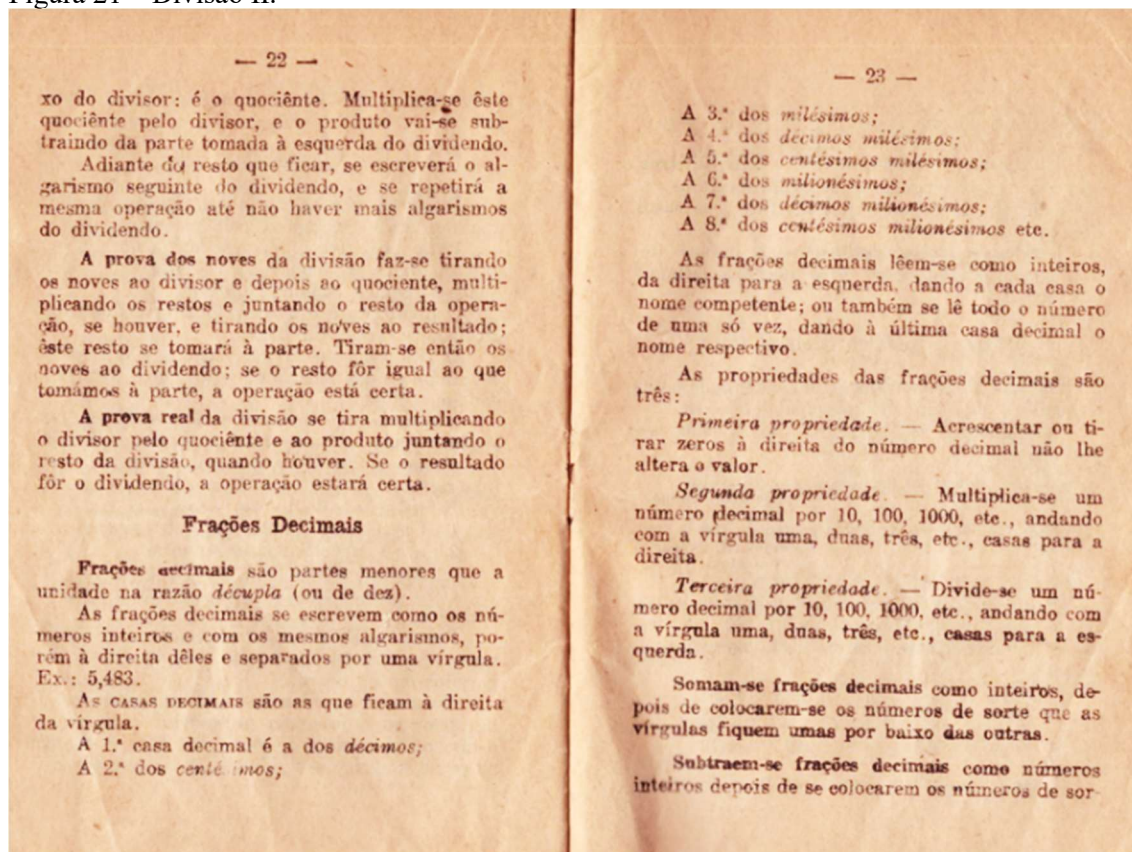 Figura 21 – Divisão II.
— 22 —
xo do divisor: é o quociênte. Multiplica-se êste
quociênte pelo divisor, e o produto vai-se sub-
traindo da parte tomada à esquerda do dividendo.
Adiante do resto que ficar, se escreverá o al-
garismo seguinte do dividendo, e se repetirá a
mesma operação até não haver mais algarismos
do dividendo.
A prova dos noves da divisão faz-se tirando
os noves ao divisor e depois ao quociente, multi-
plicando os restos e juntando o resto da opera-
ção, se houver, e tirando os noves ao resultado;
êste resto se tomará à parte. Tiram-se então os
noves ao dividendo; se o resto fôr igual ao que
tomámos à parte, a operação está certa.
A prova real da divisão se tira multiplicando
o divisor pelo quociênte e ao produto juntando o
resto da divisão, quando houver. Se o resultado
fôr o dividendo, a operação estará certa.
Frações Decimais
Frações decimais são partes menores que a
unidade na razão décupla (ou de dez).
As frações decimais se escrevem como os nú-
meros inteiros e com os mesmos algarismos, po-
rém à direita dêles e separados por uma vírgula.
Ex.: 5,483.
AS CASAS DECIMAIS são as que ficam à direita
da vírgula.
A 1.ª casa decimal é a dos décimos;
A 2.ª dos centésimos;
— 23 —
A 3.ª dos milésimos;
A 4.ª dos décimos milésimos;
A 5.ª dos centésimos milésimos;
A 6.ª dos milionésimos;
A 7.ª dos décimos milionésimos;
A 8.ª dos centésimos milionésimos etc.
As frações decimais lêem-se como inteiros,
da direita para a esquerda, dando a cada casa o
nome competente; ou também se lê todo o número
de uma só vez, dando à última casa decimal o
nome respectivo.
As propriedades das frações decimais são
três:
Primeira propriedade. — Acrescentar ou ti-
rar zeros à direita do número decimal não lhe
altera o valor.
Segunda propriedade. — Multiplica-se um
número decimal por 10, 100, 1000, etc., andando
com a vírgula uma, duas, três, etc., casas para a
direita.
Terceira propriedade. — Divide-se um nú-
mero decimal por 10, 100, 1000, etc., andando com
a vírgula uma, duas, três, etc., casas para a es-
querda.
Somam-se frações decimais como inteiros, de-
pois de colocarem-se os números de sorte que as
vírgulas fiquem umas por baixo das outras.
Subtraem-se frações decimais como números
inteiros depois de se colocarem os números de sor-